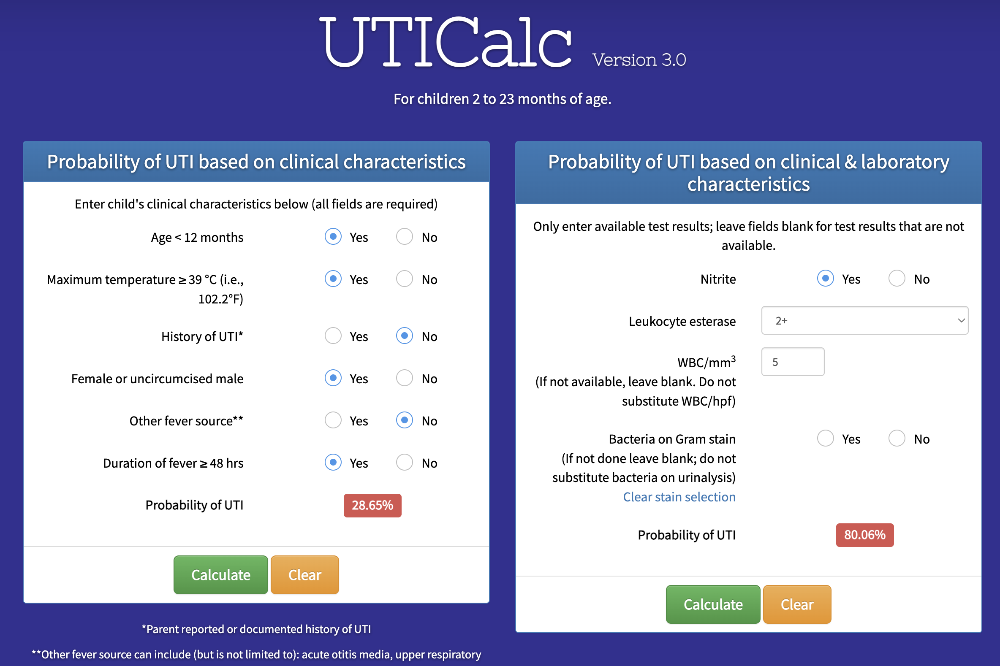 UTICalc Version 3.0
For children 2 to 23 months of age.
Probability of UTI based on clinical characteristics
Enter child's clinical characteristics below (all fields are required)
Age < 12 months Yes No
Maximum temperature ≥ 39 °C (i.e., Yes No
102.2°F)
History of UTI* Yes No
Female or uncircumcised male Yes No
Other fever source** Yes No
Duration of fever ≥ 48 hrs Yes No
Probability of UTI 28.65%
Calculate Clear
*Parent reported or documented history of UTI
**Other fever source can include (but is not limited to): acute otitis media, upper respiratory
Probability of UTI based on clinical & laboratory
characteristics
Only enter available test results; leave fields blank for test results that are not
available.
Nitrite Yes No
Leukocyte esterase 2+
WBC/mm³ 5
(If not available, leave blank. Do not
substitute WBC/hpf)
Bacteria on Gram stain Yes No
(If not done leave blank; do not
substitute bacteria on urinalysis)
Clear stain selection
Probability of UTI 80.06%
Calculate Clear